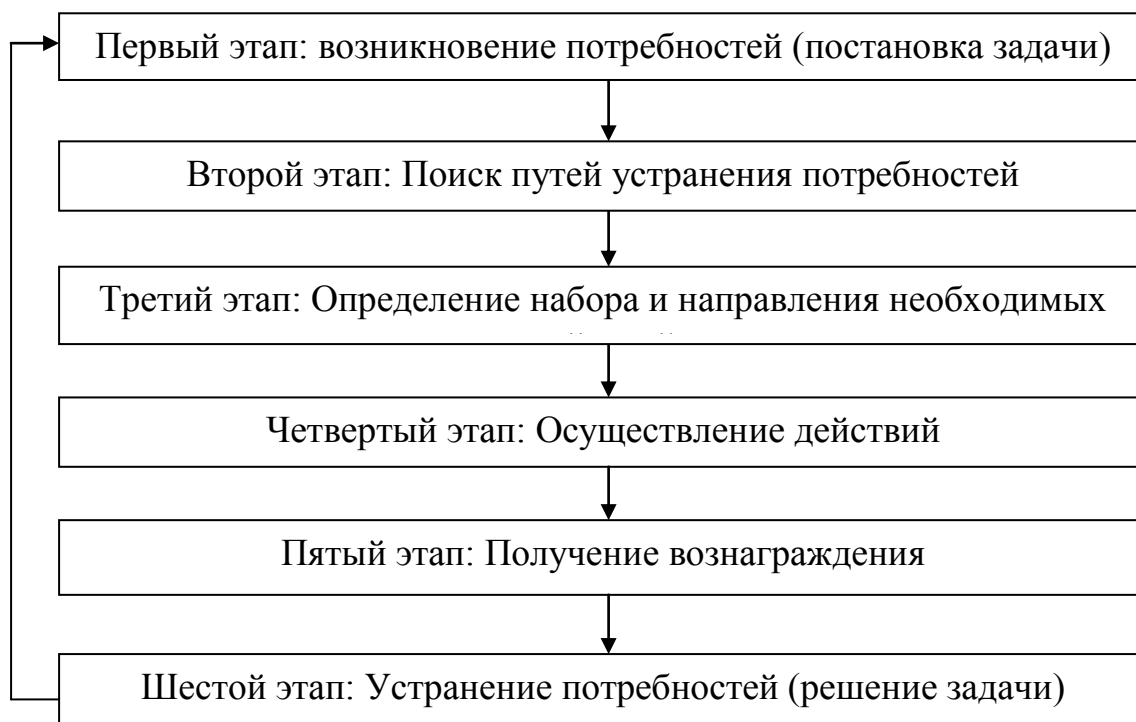 Первый этап: возникновение потребностей (постановка задачи)
Второй этап: Поиск путей устранения потребностей
Третий этап: Определение набора и направления необходимых
Четвертый этап: Осуществление действий
Пятый этап: Получение вознаграждения
Шестой этап: Устранение потребностей (решение задачи)